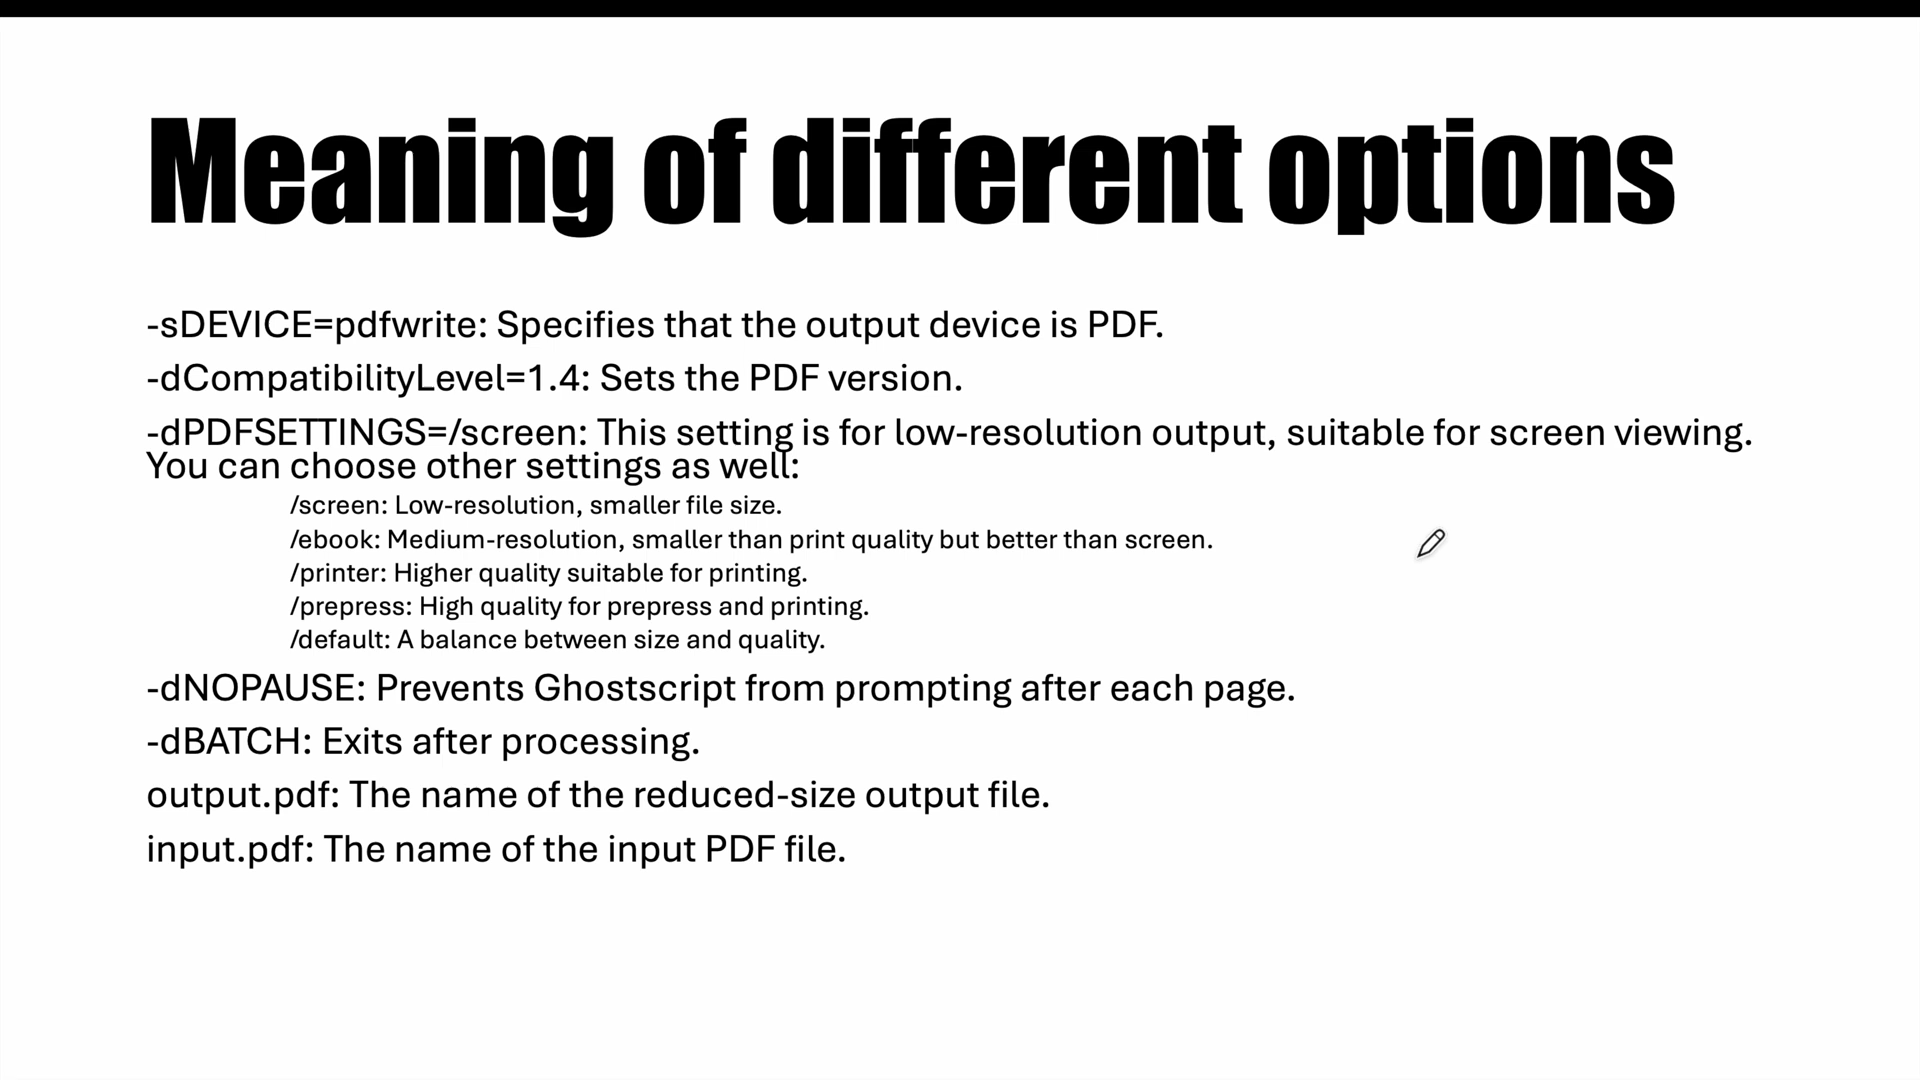 Meaning of different options
-sDEVICE=pdfwrite: Specifies that the output device is PDF.
-dCompatibilityLevel=1.4: Sets the PDF version.
-dPDFSETTINGS=/screen: This setting is for low-resolution output, suitable for screen viewing.
You can choose other settings as well:
/screen: Low-resolution, smaller file size.
/ebook: Medium-resolution, smaller than print quality but better than screen.
/printer: Higher quality suitable for printing.
/prepress: High quality for prepress and printing.
/default: A balance between size and quality.
-dNOPAUSE: Prevents Ghostscript from prompting after each page.
-dBATCH: Exits after processing.
output.pdf: The name of the reduced-size output file.
input.pdf: The name of the input PDF file.